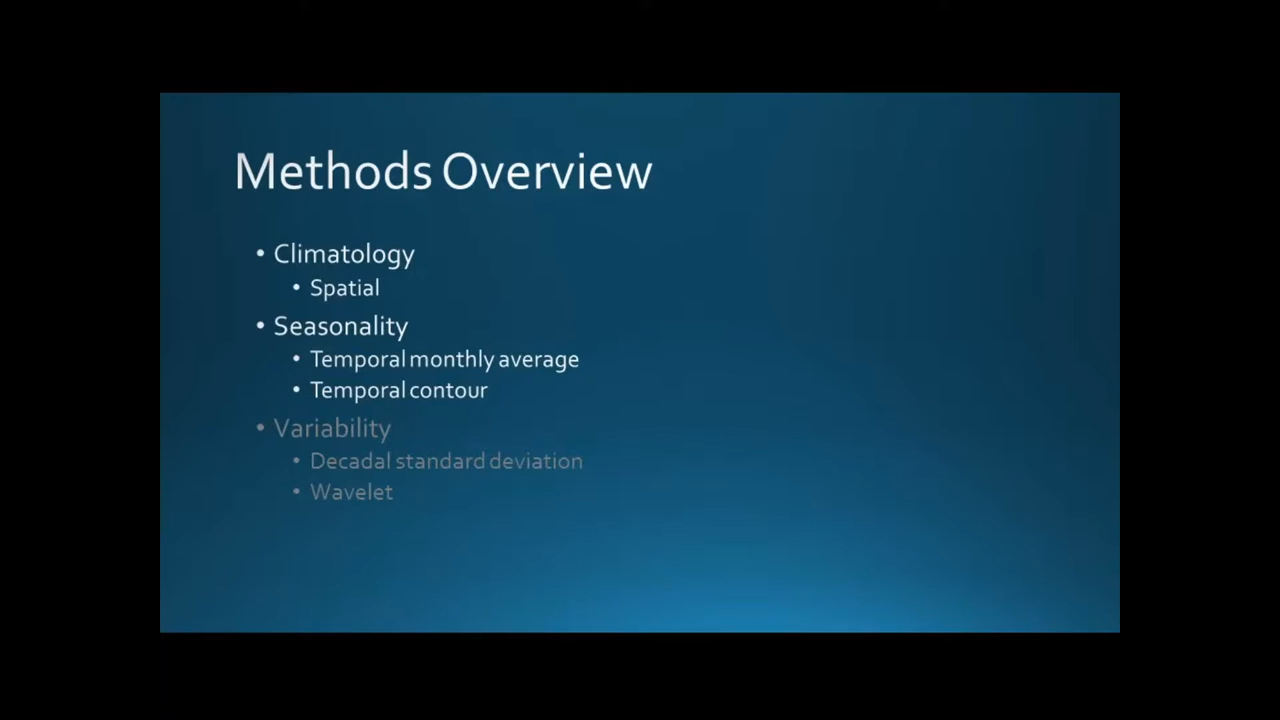 Methods Overview
• Climatology
• Spatial
• Seasonality
• Temporal monthly average
• Temporal contour
• Variability
• Decadal standard deviation
• Wavelet